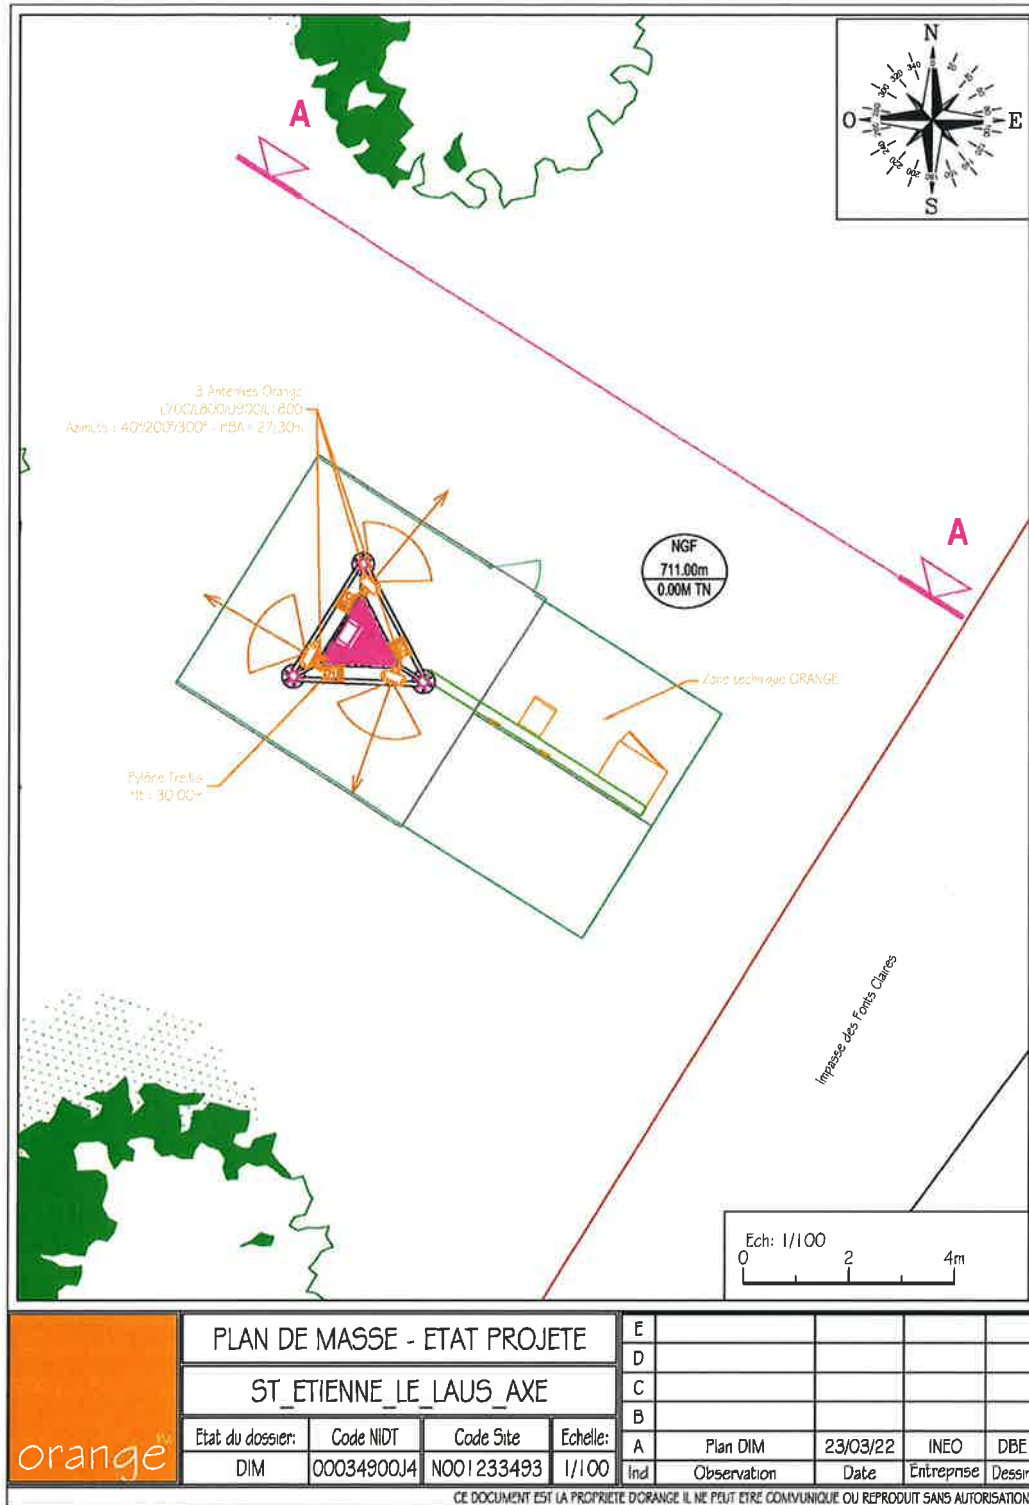 A
N
O
E
S
3 Antennes Orange
L700/L800/U900/L1800
Azimuts : 40°/200°/300° - HBA = 27.30m
A
NGF
711.00m
0.00M TN
Zone technique ORANGE
Pylône Treillis
Ht : 30.00m
Impasse des Fonts Claires
Ech: 1/100
0 2 4m
orange
PLAN DE MASSE - ETAT PROJETE
ST_ETIENNE_LE_LAUS_AXE
Etat du dossier: Code NIDT Code Site Echelle:
DIM 00034900J4 N001233493 1/100
E
D
C
B
A Plan DIM 23/03/22 INEO DBE
Ind Observation Date Entreprise Dessin
CE DOCUMENT EST LA PROPRIETE D'ORANGE IL NE PEUT ETRE COMMUNIQUE OU REPRODUIT SANS AUTORISATION